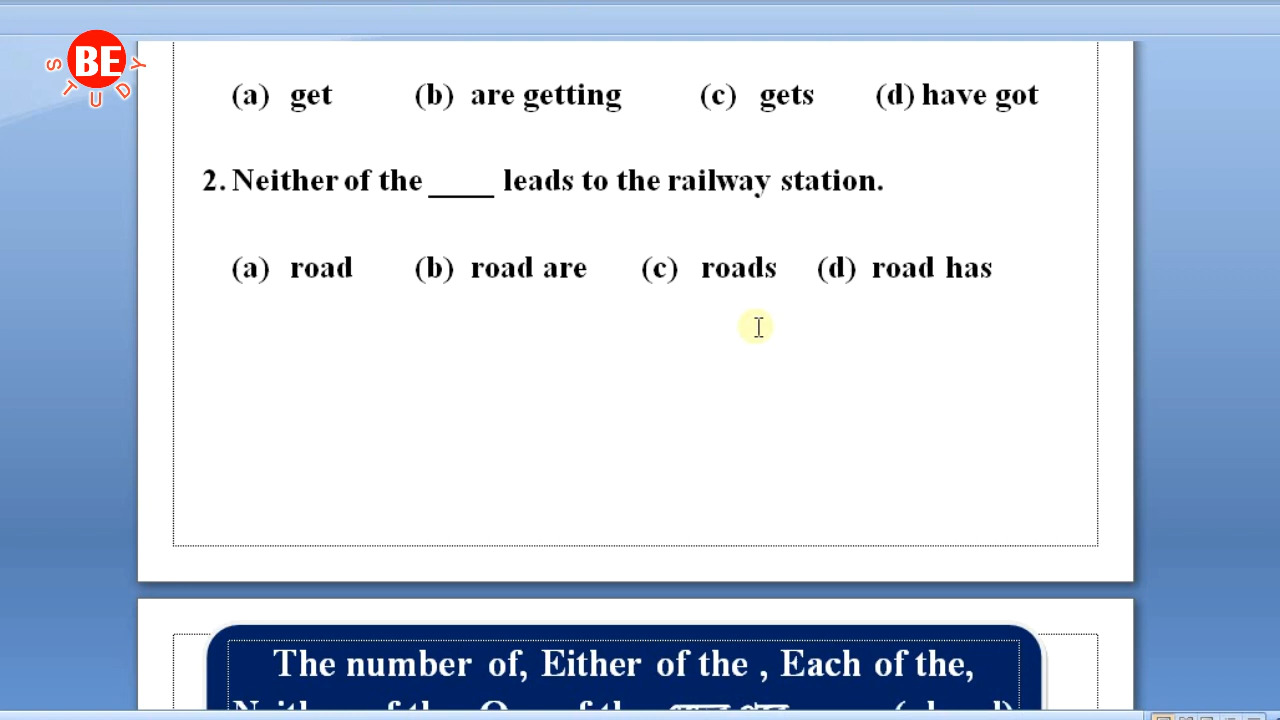 BE
STUDY
(a) get (b) are getting (c) gets (d) have got
2. Neither of the ____ leads to the railway station.
(a) road (b) road are (c) roads (d) road has
The number of, Either of the , Each of the,